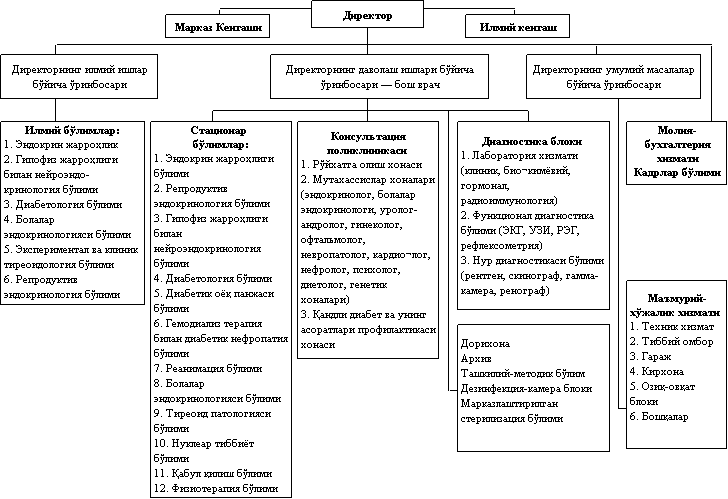 Директор
Марказ Кенгаши
Илмий кенгаш
Директорнинг илмий ишлар
бўйича ўринбосари
Директорнинг даволаш ишлари бўйича
ўринбосари — бош врач
Директорнинг умумий масалалар
бўйича ўринбосари
Илмий бўлимлар:
1. Эндокрин жарроҳлик
2. Гипофиз жарроҳлиги
билан нейроэндо-
кринология бўлими
3. Диабетология бўлими
4. Болалар
эндокринологияси бўлими
5. Экспериментал ва клиник
тиреоидология бўлими
6. Репродуктив
эндокринология бўлими
Стационар
бўлимлар:
1. Эндокрин жарроҳлиги
бўлими
2. Репродуктив
эндокринология бўлими
3. Гипофиз жарроҳлиги
билан
нейроэндокринология
бўлими
4. Диабетология бўлими
5. Диабетик оёқ панжаси
бўлими
6. Гемодиализ терапия
билан диабетик нефропатия
бўлими
7. Реанимация бўлими
8. Болалар
эндокринологияси бўлими
9. Тиреоид патологияси
бўлими
10. Нуклеар тиббиёт
бўлими
11. Қабул қилиш бўлими
12. Физиотерапия бўлими
Консультация
поликлиникаси
1. Рўйхатга олиш хонаси
2. Мутахассислар хоналари
(эндокринолог, болалар
эндокринологи, уролог-
андролог, гинеколог,
офтальмолог,
невропатолог, кардио¬лог,
нефролог, психолог,
диетолог, генетик
хоналари)
3. Қандли диабет ва унинг
асоратлари профилактикаси
хонаси
Диагностика блоки
1. Лаборатория хизмати
(клиник, био¬кимёвий,
гормонал,
радиоиммунология)
2. Функционал диагностика
бўлими (ЭКГ, УЗИ, РЭГ,
рефлексометрия)
3. Нур диагностикаси бўлими
(рентген, скинограф, гамма-
камера, ренограф)
Дорихона
Архив
Ташкилий-методик бўлим
Дезинфекция-камера блоки
Марказлаштирилган
стерилизация бўлими
Молия-
бухгалтерия
хизмати
Кадрлар бўлими
Маъмурий-
хўжалик хизмати
1. Техник хизмат
2. Тиббий омбор
3. Гараж
4. Кирхона
5. Озиқ-овқат
блоки
6. Бошқалар